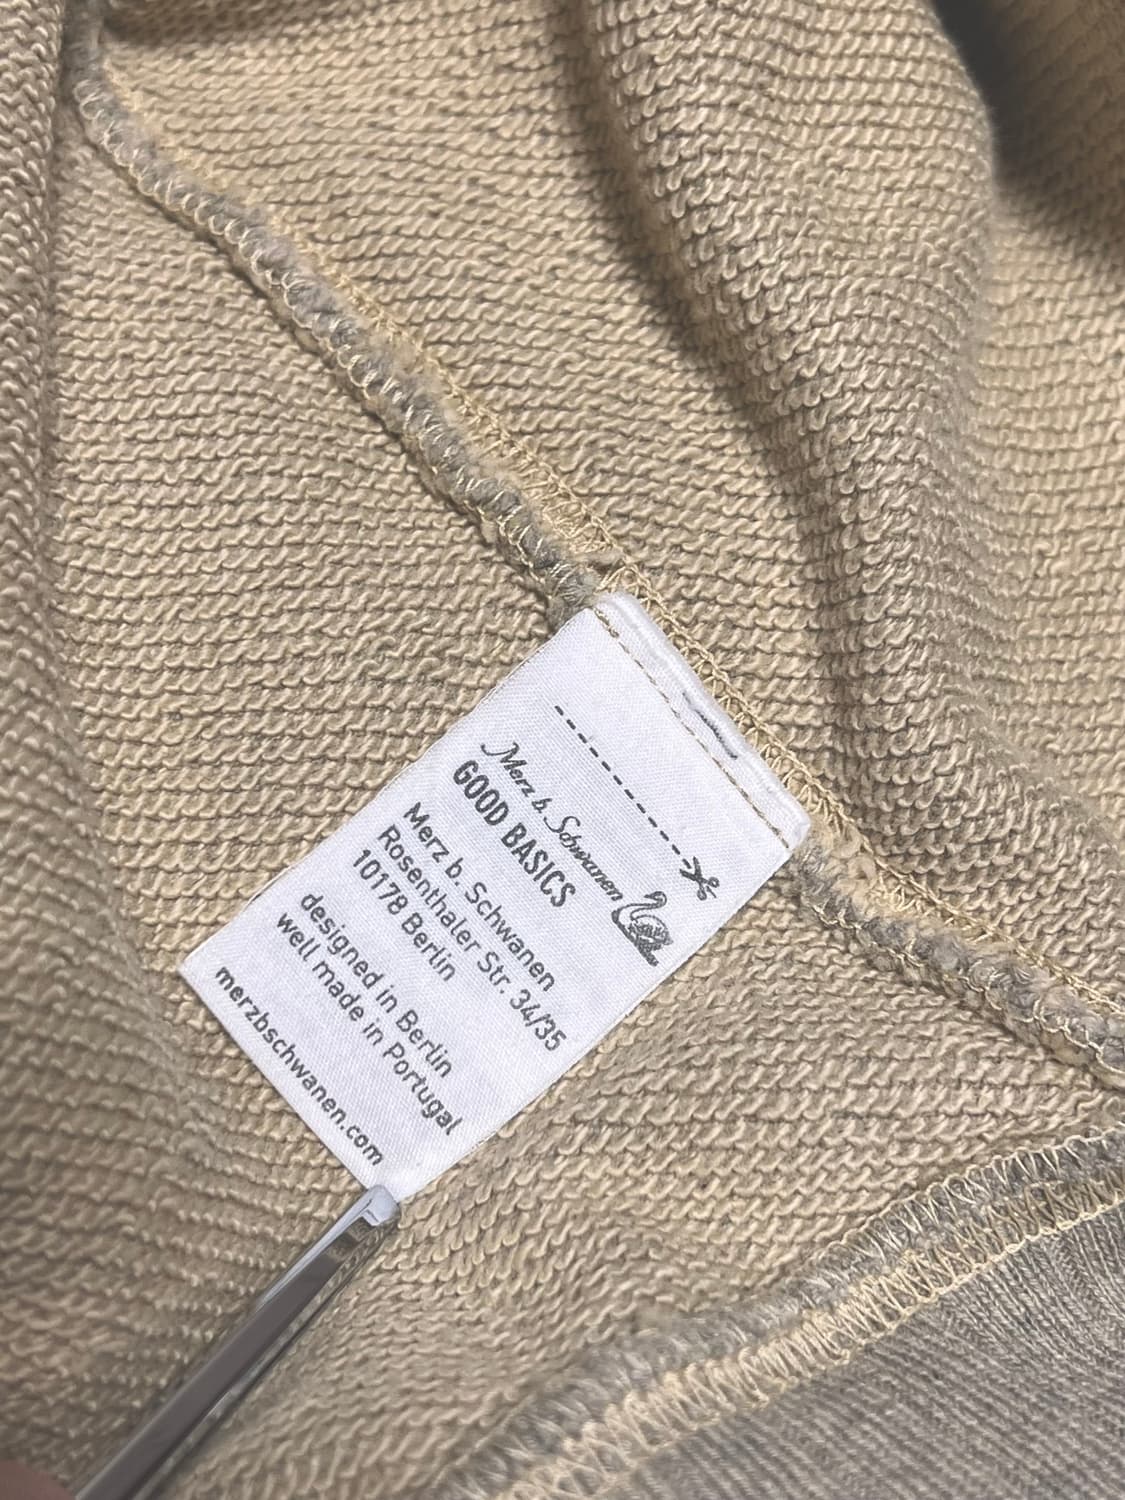 Merz b. Schwanen
GOOD BASICS
Merz b. Schwanen
Rosenthaler Str. 34/35
10178 Berlin
designed in Berlin
well made in Portugal
merzbschwanen.com